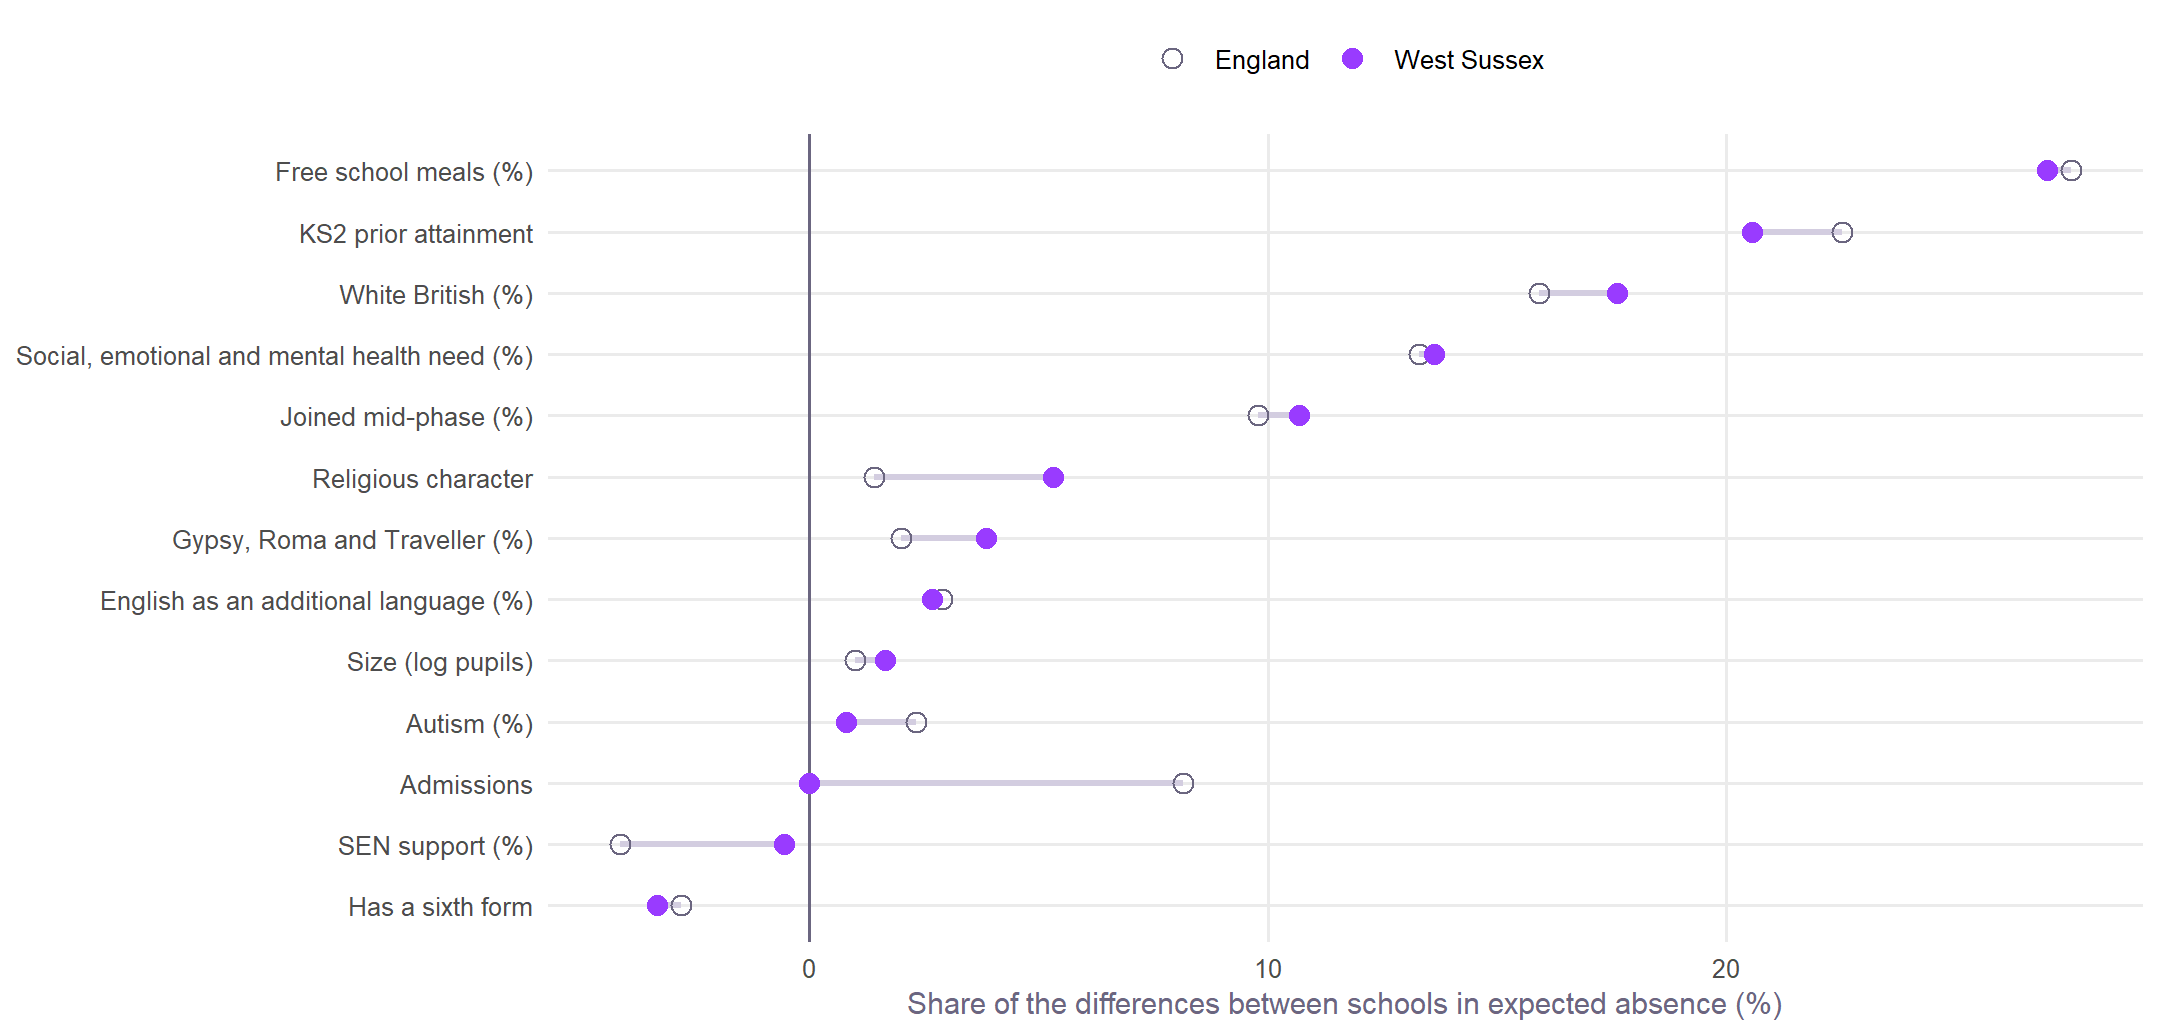 England West Sussex
Free school meals (%)
KS2 prior attainment
White British (%)
Social, emotional and mental health need (%)
Joined mid-phase (%)
Religious character
Gypsy, Roma and Traveller (%)
English as an additional language (%)
Size (log pupils)
Autism (%)
Admissions
SEN support (%)
Has a sixth form
0 10 20
Share of the differences between schools in expected absence (%)